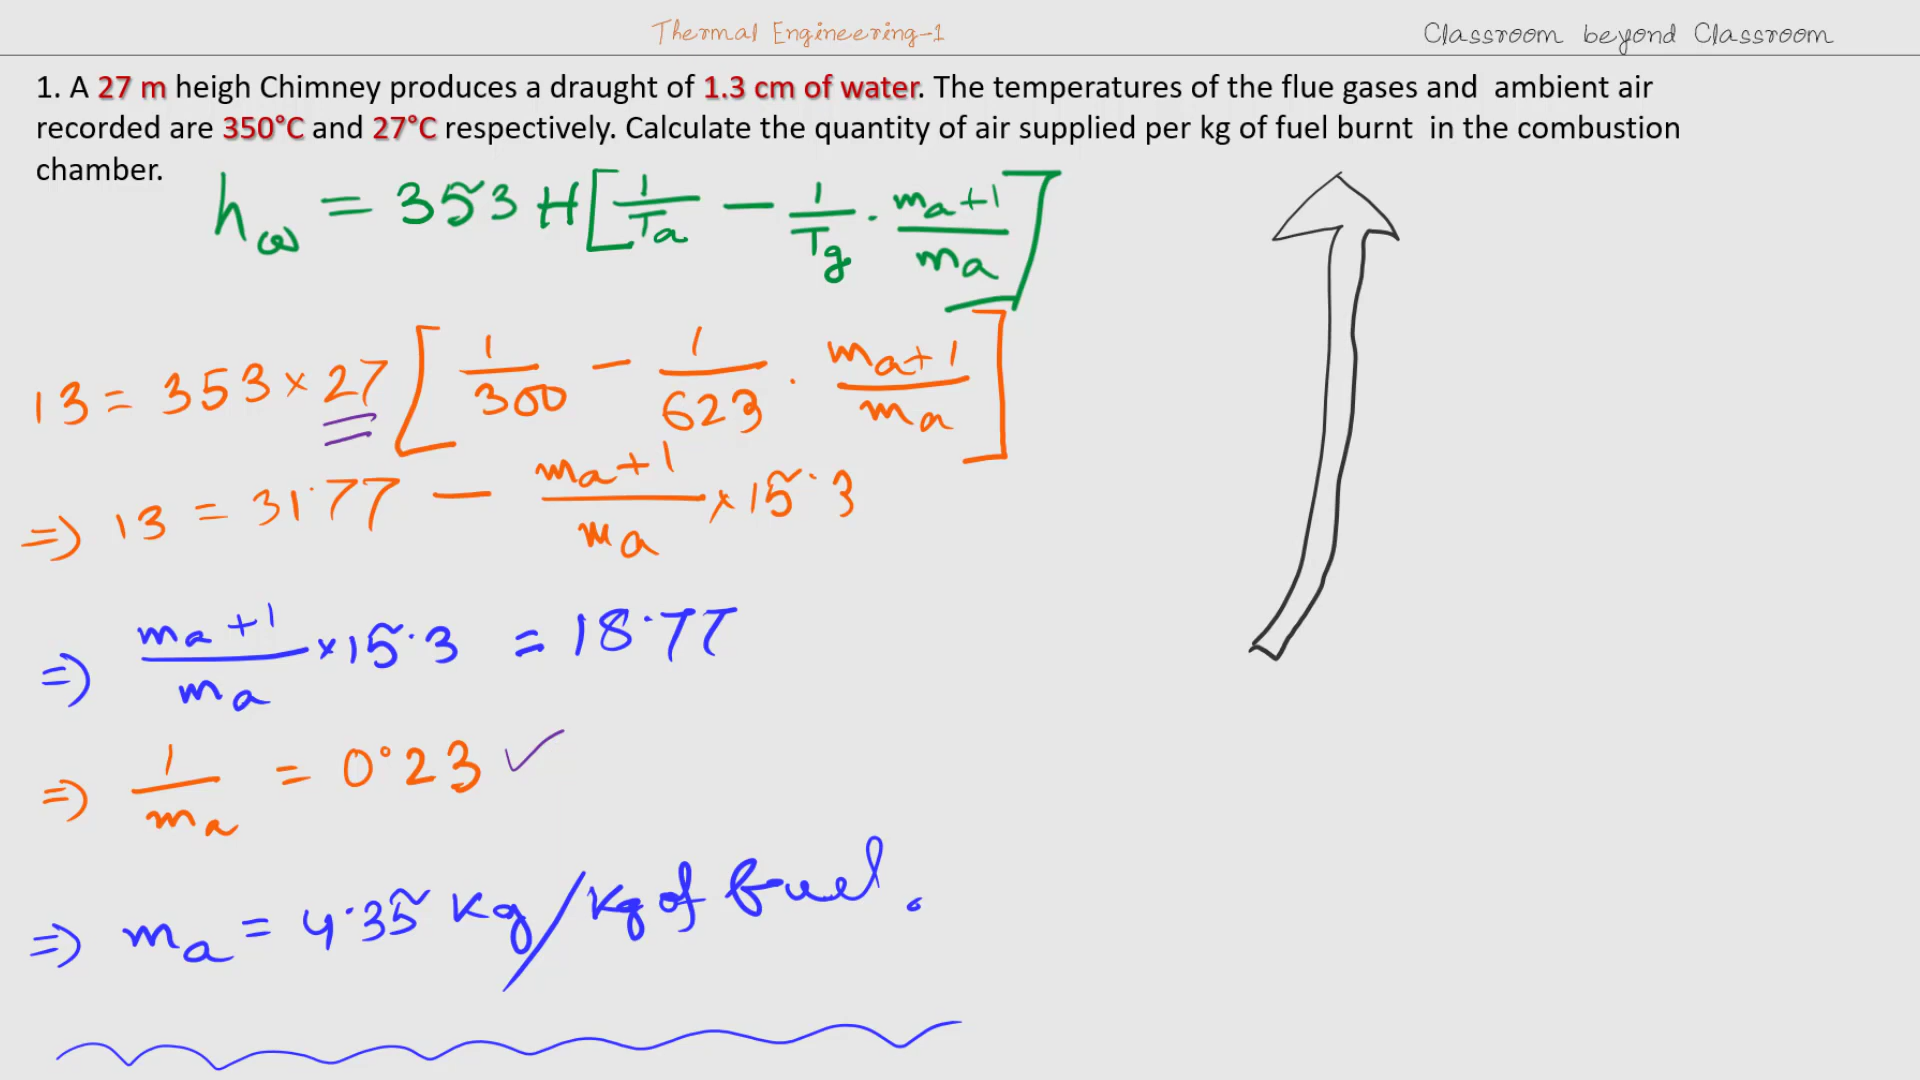 Thermal Engineering-1
Classroom beyond Classroom
1. A 27 m heigh Chimney produces a draught of 1.3 cm of water. The temperatures of the flue gases and ambient air
recorded are 350°C and 27°C respectively. Calculate the quantity of air supplied per kg of fuel burnt in the combustion
chamber.
hω = 353 H [1/Ta − 1/Tg · (ma+1)/ma]
13 = 353 × 27 [1/300 − 1/623 · (ma+1)/ma]
⇒ 13 = 31.77 − (ma+1)/ma × 15.3
⇒ (ma+1)/ma × 15.3 = 18.77
⇒ 1/ma = 0.23 ✓
⇒ ma = 4.35 kg/kg of fuel.